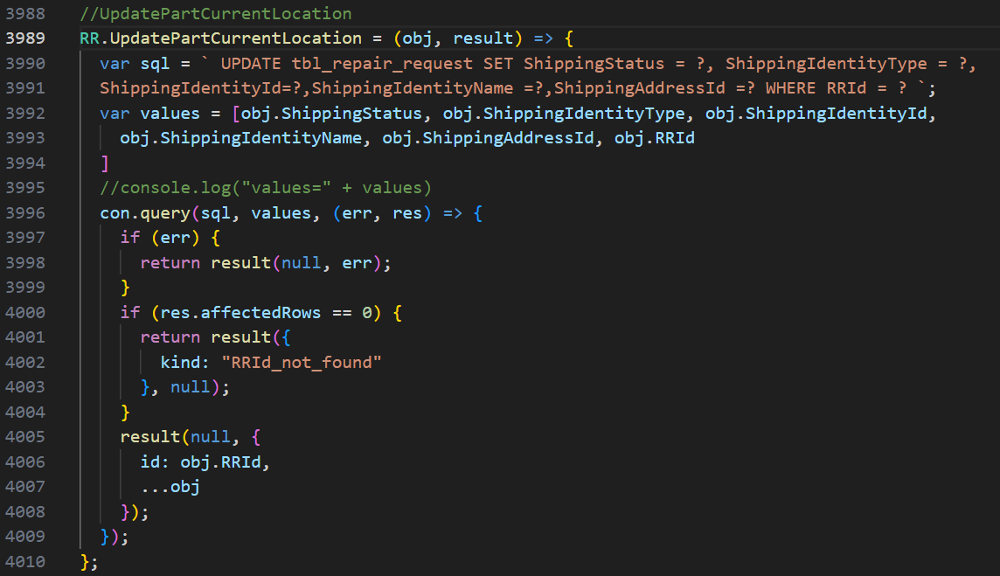 3988 //UpdatePartCurrentLocation
3989 RR.UpdatePartCurrentLocation = (obj, result) => {
3990 var sql = ` UPDATE tbl_repair_request SET ShippingStatus = ?, ShippingIdentityType = ?,
3991 ShippingIdentityId=?,ShippingIdentityName =?,ShippingAddressId =? WHERE RRId = ? `;
3992 var values = [obj.ShippingStatus, obj.ShippingIdentityType, obj.ShippingIdentityId,
3993 obj.ShippingIdentityName, obj.ShippingAddressId, obj.RRId
3994 ]
3995 //console.log("values=" + values)
3996 con.query(sql, values, (err, res) => {
3997 if (err) {
3998 return result(null, err);
3999 }
4000 if (res.affectedRows == 0) {
4001 return result({
4002 kind: "RRId_not_found"
4003 }, null);
4004 }
4005 result(null, {
4006 id: obj.RRId,
4007 ...obj
4008 });
4009 });
4010 };